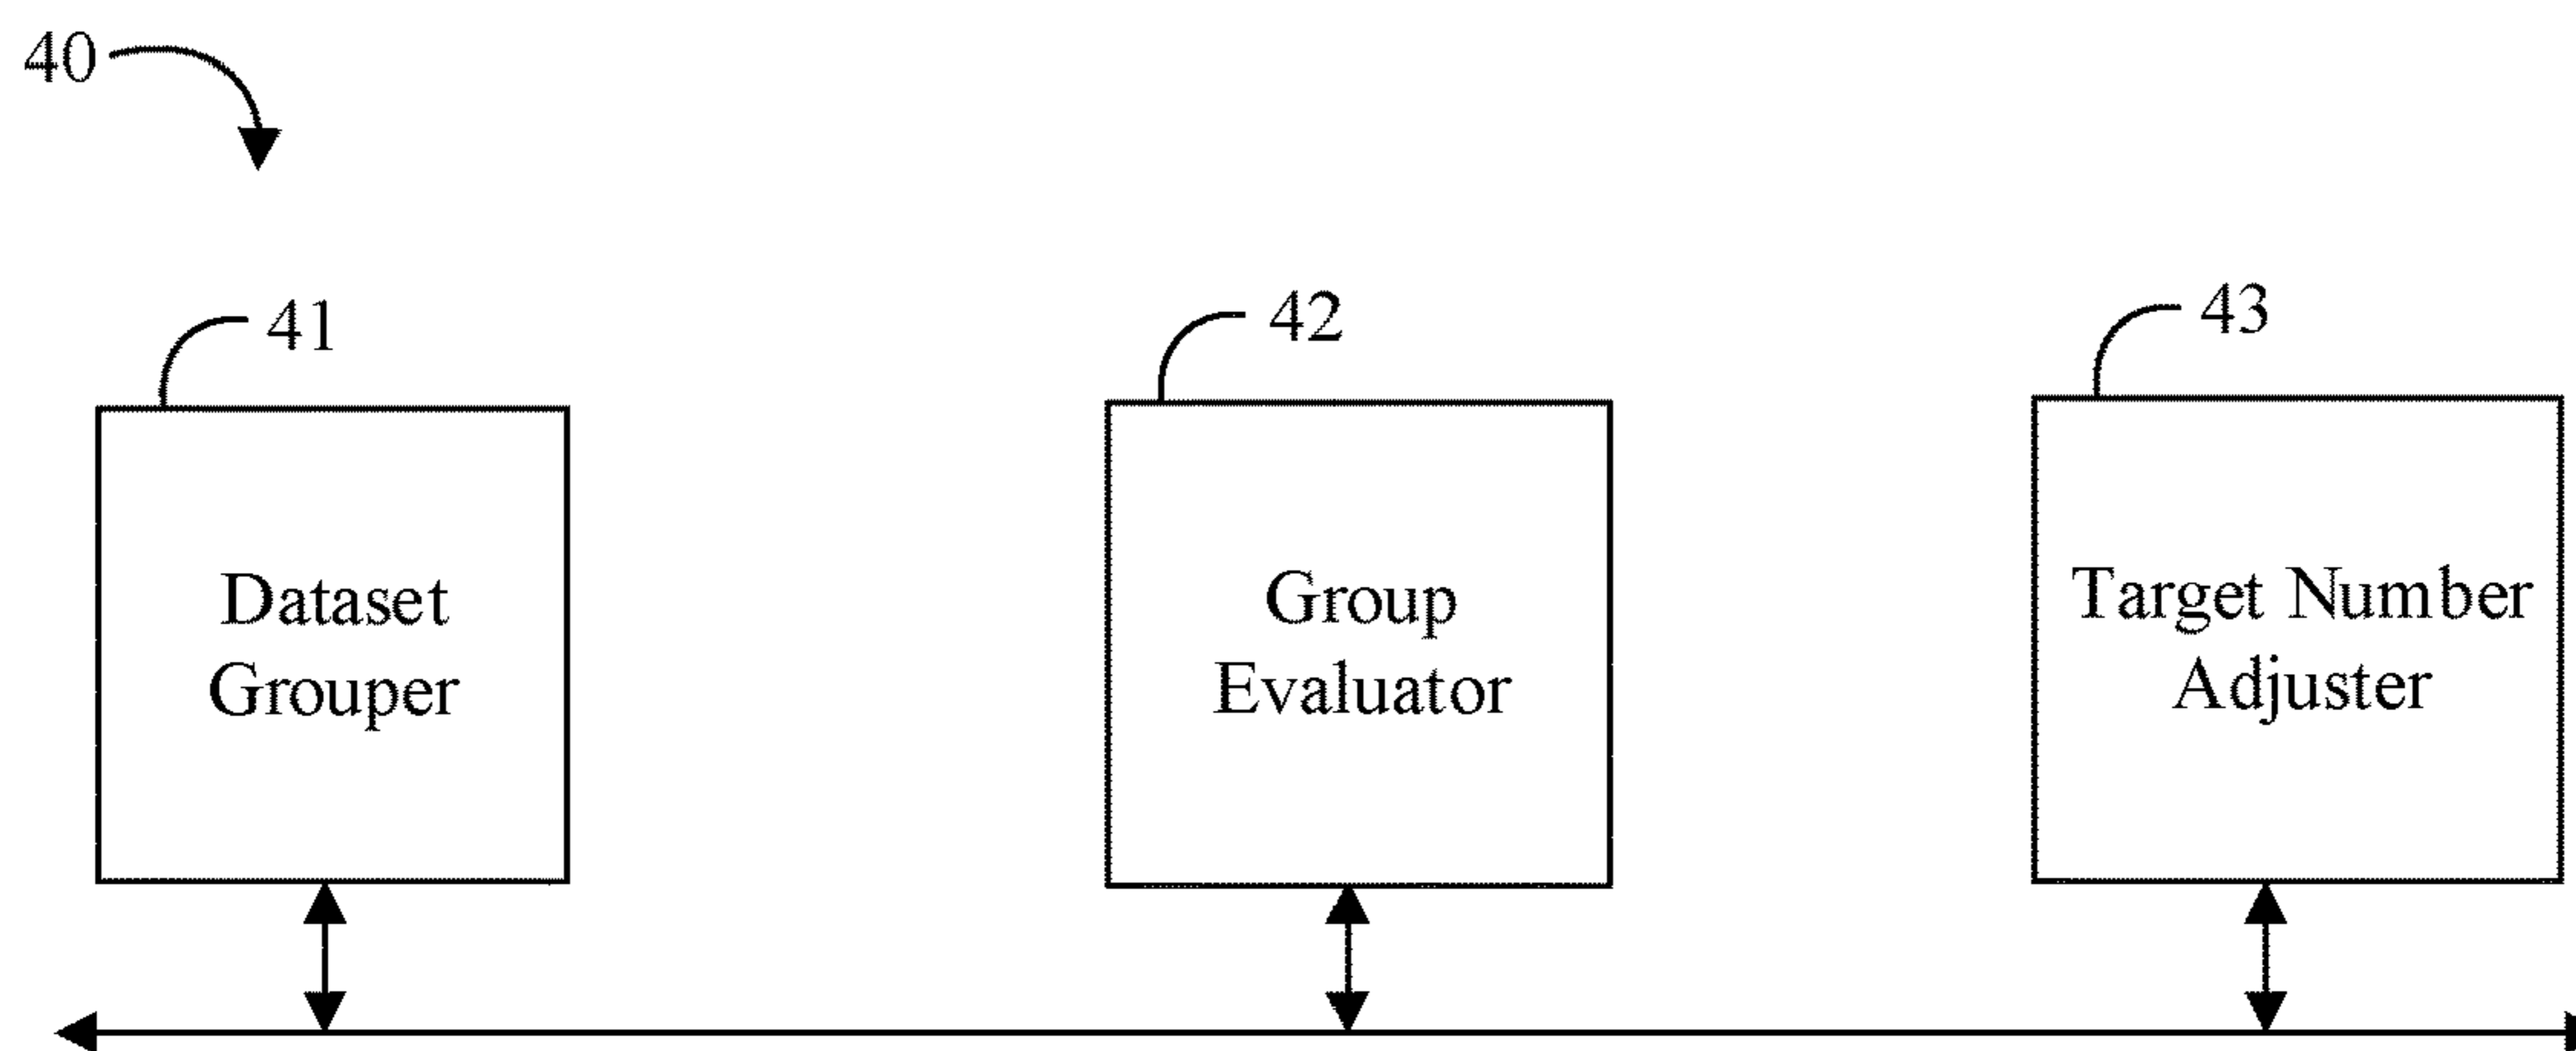 40
41
42
43
Dataset
Grouper
Group
Evaluator
Target Number
Adjuster